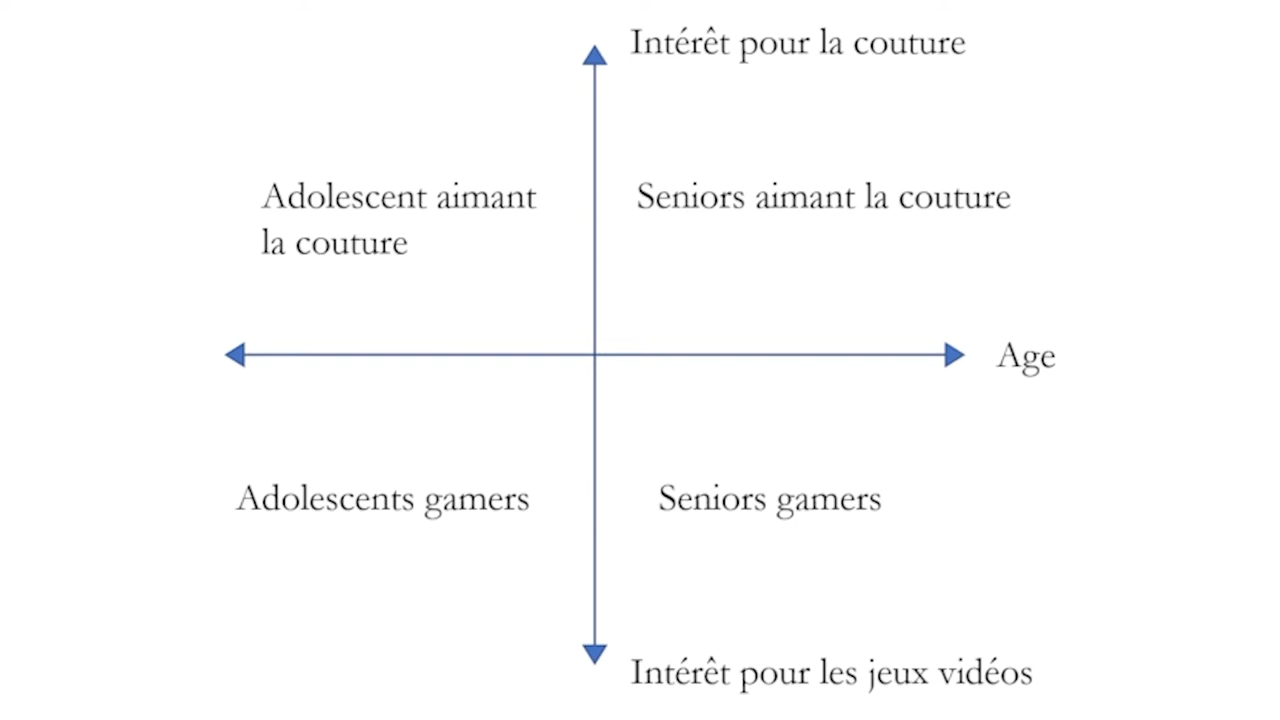 Intérêt pour la couture
Adolescent aimant
la couture
Seniors aimant la couture
Age
Adolescents gamers
Seniors gamers
Intérêt pour les jeux vidéos